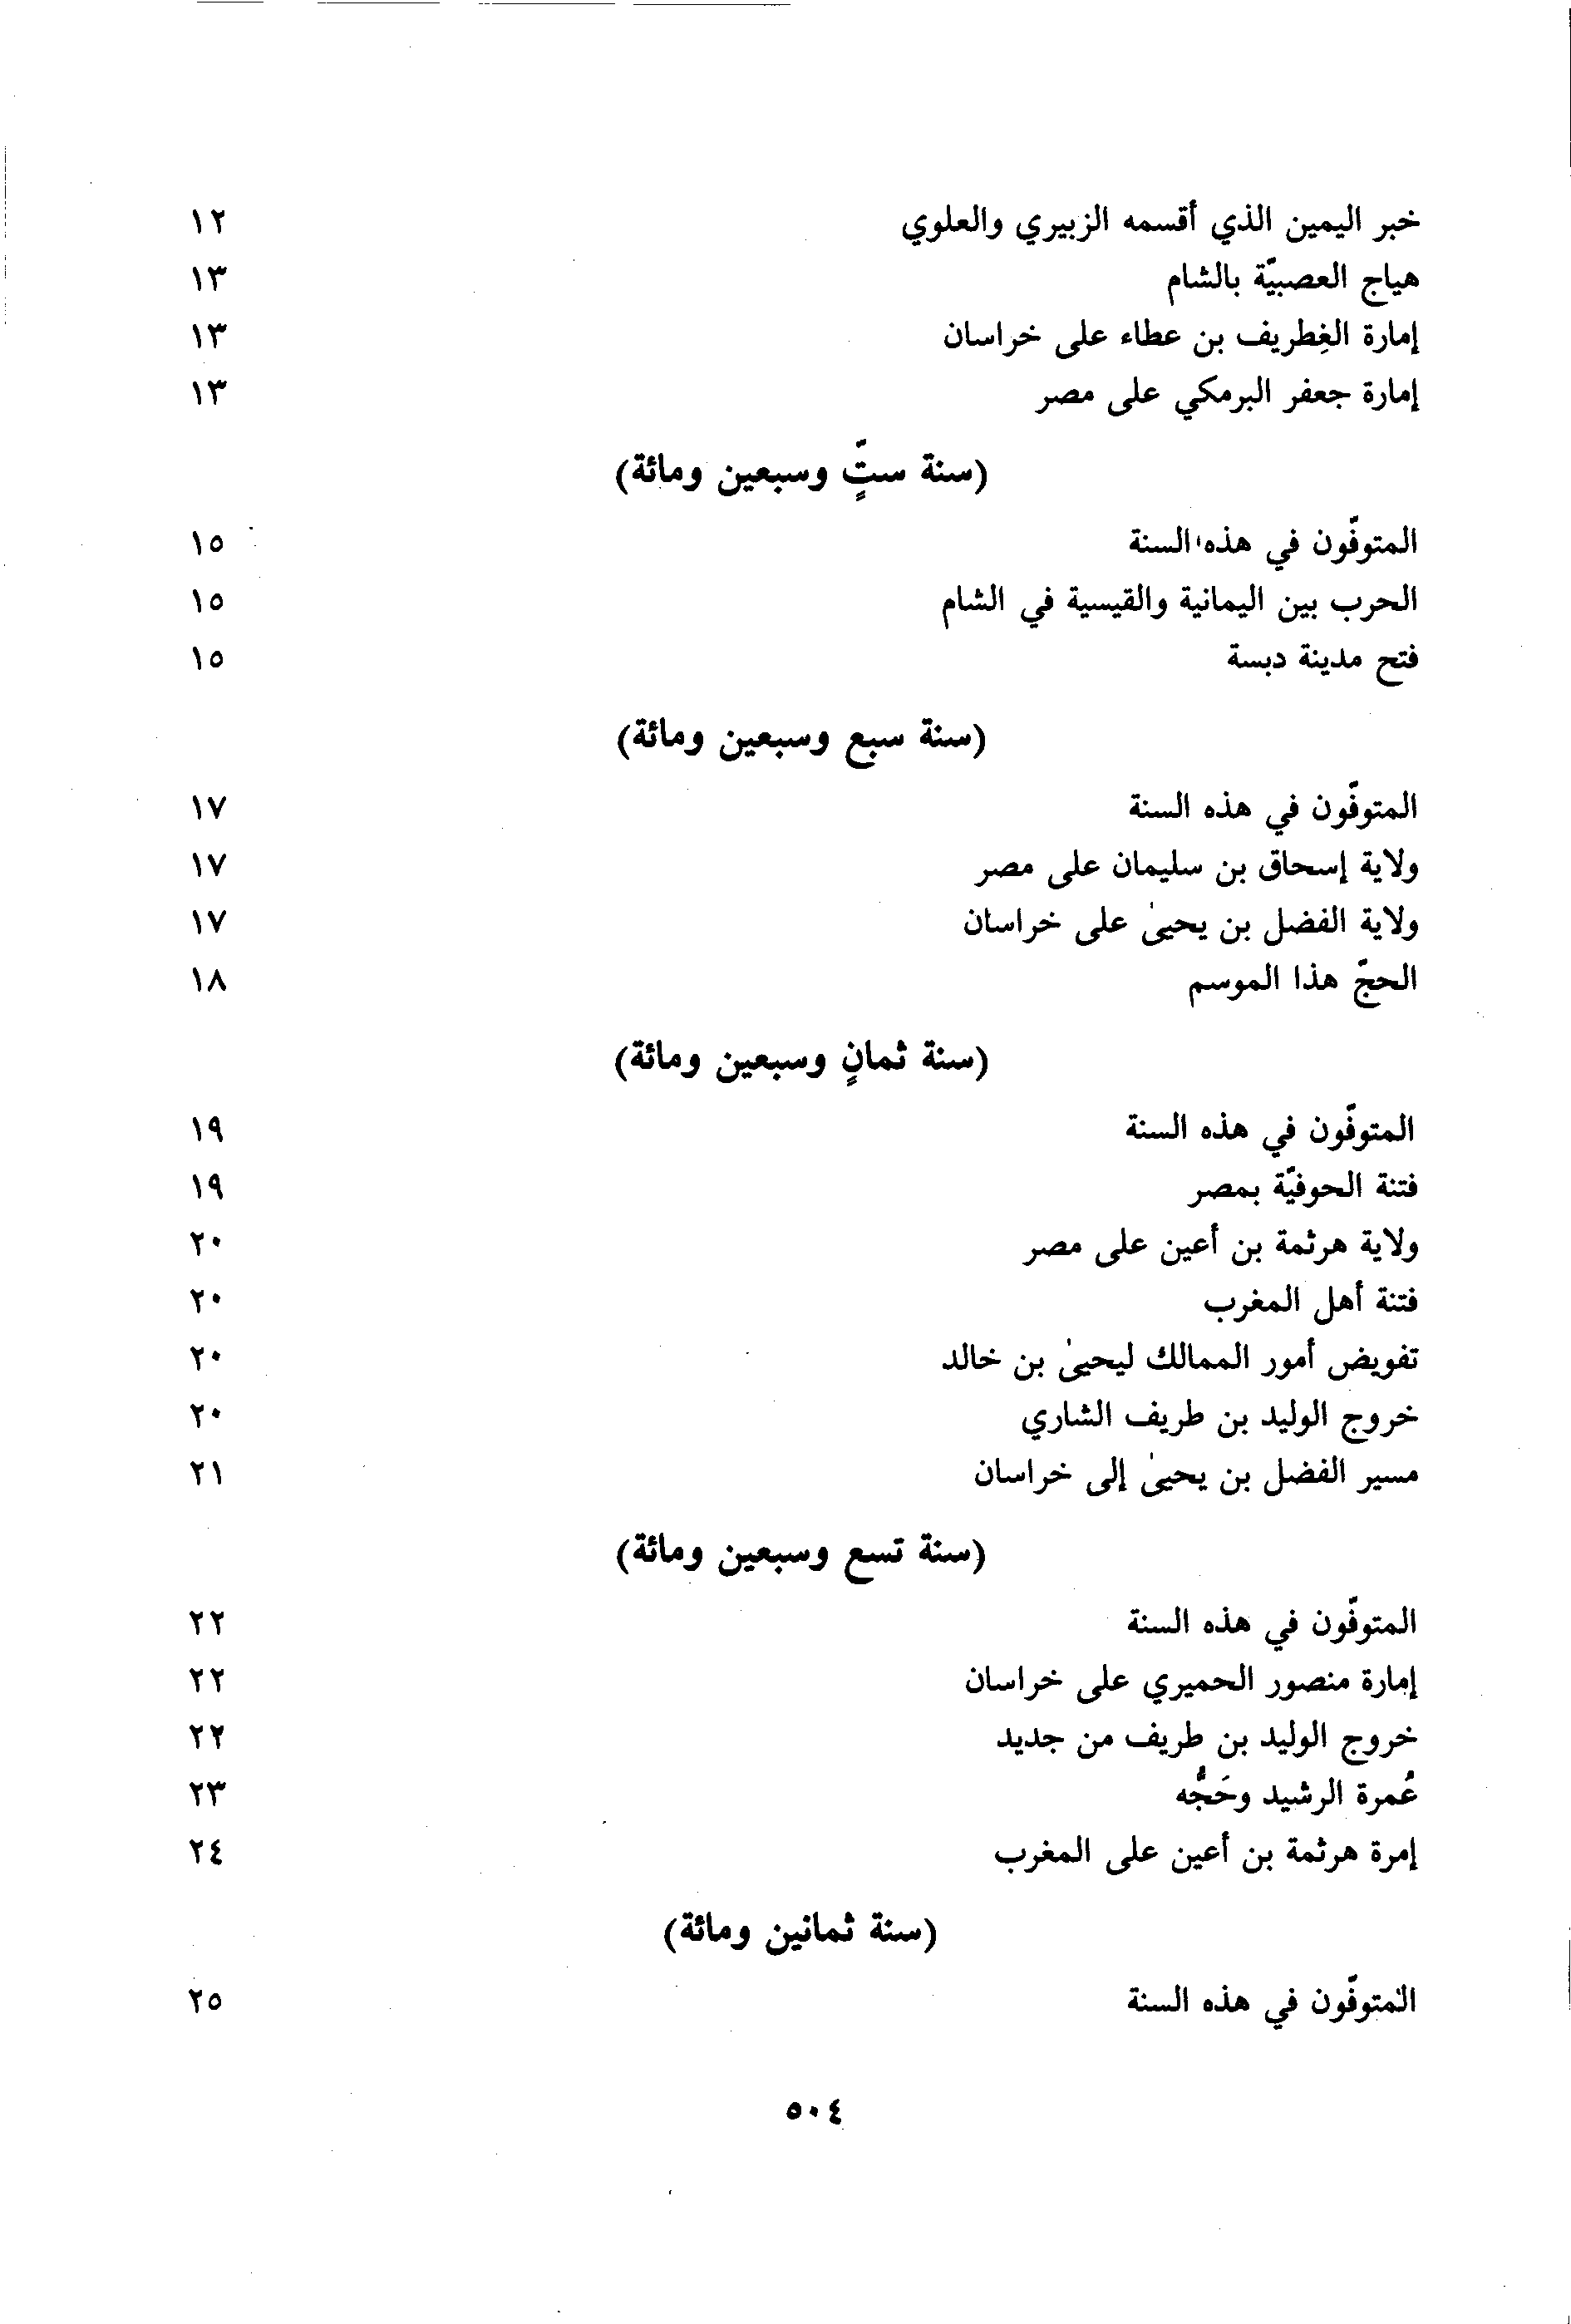 خبر اليمين الذي أقسمه الزبيري والعلوي ١٢
هياج العصبيّة بالشام ١٣
إمارة الغِطريف بن عطاء على خراسان ١٣
إمارة جعفر البرمكي على مصر ١٣
(سنة ستٍّ وسبعين ومائة)
المتوفّون في هذه السنة ١٥
الحرب بين اليمانية والقيسية في الشام ١٥
فتح مدينة دبسة ١٥
(سنة سبع وسبعين ومائة)
المتوفّون في هذه السنة ١٧
ولاية إسحاق بن سليمان على مصر ١٧
ولاية الفضل بن يحيىٰ على خراسان ١٧
الحجّ هذا الموسم ١٨
(سنة ثمانٍ وسبعين ومائة)
المتوفّون في هذه السنة ١٩
فتنة الحوفيّة بمصر ١٩
ولاية هرثمة بن أعين على مصر ٢٠
فتنة أهل المغرب ٢٠
تفويض أمور الممالك ليحيىٰ بن خالد ٢٠
خروج الوليد بن طريف الشاري ٢٠
مسير الفضل بن يحيىٰ إلى خراسان ٢١
(سنة تسع وسبعين ومائة)
المتوفّون في هذه السنة ٢٢
إمارة منصور الحميري على خراسان ٢٢
خروج الوليد بن طريف من جديد ٢٢
عُمرة الرشيد وحَجُّه ٢٣
إمرة هرثمة بن أعين على المغرب ٢٤
(سنة ثمانين ومائة)
المتوفّون في هذه السنة ٢٥
٥٠٤